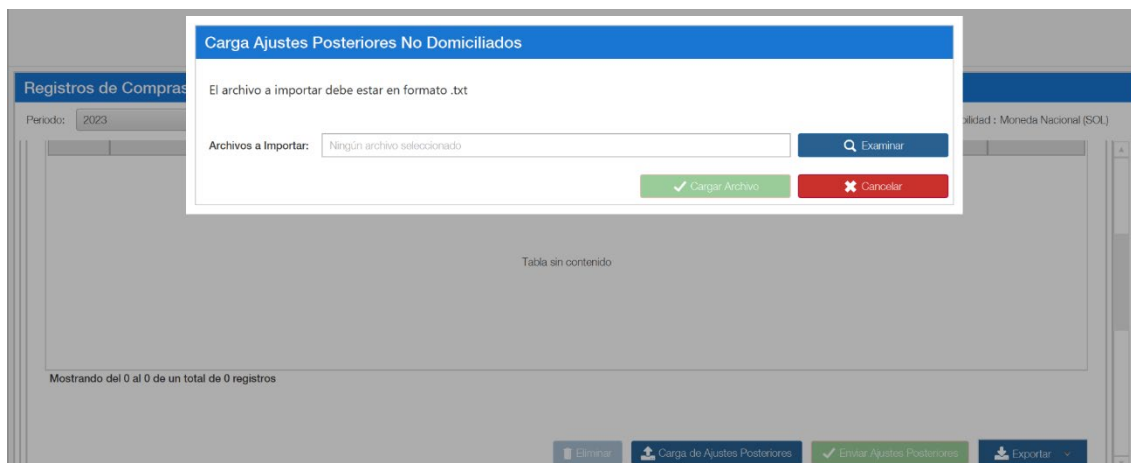 Carga Ajustes Posteriores No Domiciliados
Registros de Compras
El archivo a importar debe estar en formato .txt
Periodo: 2023
bilidad : Moneda Nacional (SOL)
Archivos a Importar: Ningún archivo seleccionado Examinar
Cargar Archivo Cancelar
Tabla sin contenido
Mostrando del 0 al 0 de un total de 0 registros
Eliminar Carga de Ajustes Posteriores Enviar Ajustes Posteriores Exportar